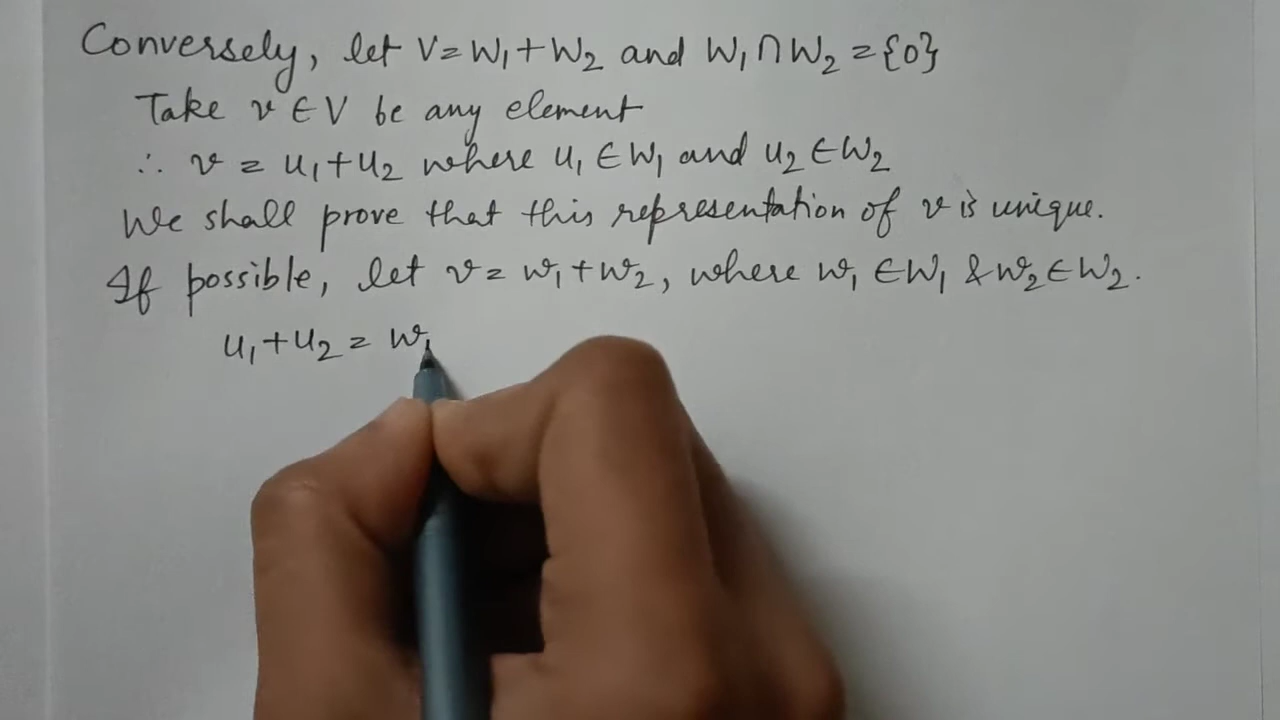 Conversely, let V = W₁ + W₂ and W₁ ∩ W₂ = {0}
Take v ∈ V be any element
∴ v = u₁ + u₂ where u₁ ∈ W₁ and u₂ ∈ W₂
We shall prove that this representation of v is unique.
If possible, let v = w₁ + w₂, where w₁ ∈ W₁ & w₂ ∈ W₂.
u₁ + u₂ = w₁